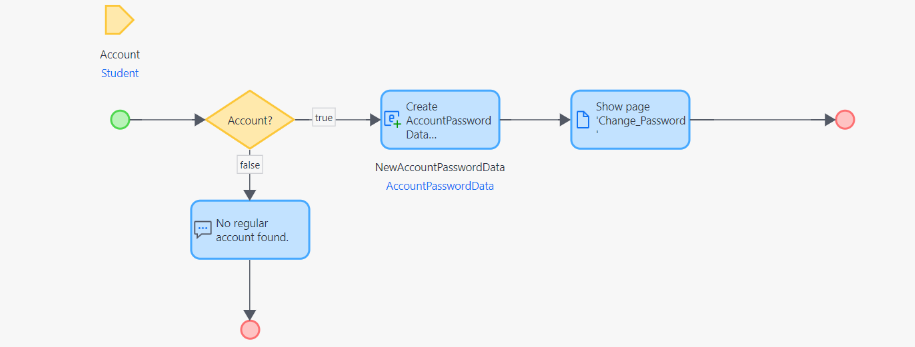 Account
Student
Account?
true
Create
AccountPassword
Data...
Show page
'Change_Password
'
false
NewAccountPasswordData
AccountPasswordData
No regular
account found.